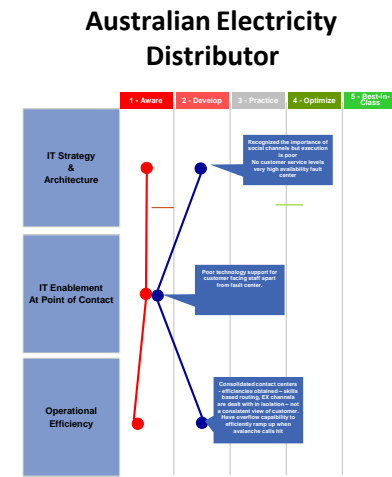 Australian Electricity
Distributor
1 - Aware
2 - Develop
3 - Practice
4 - Optimize
5 - Best-in-
Class
IT Strategy
&
Architecture
Recognized the importance of
social channels but execution
is poor
No customer service levels
very high availability fault
center
IT Enablement
At Point of Contact
Poor technology support for
customer facing staff apart
from fault center.
Operational
Efficiency
Consolidated contact centers
- efficiencies obtained – skills
based routing, EX channels
are dealt with in isolation – not
a consistent view of customer.
Have overflow capability to
efficiently ramp up when
avalanche calls hit